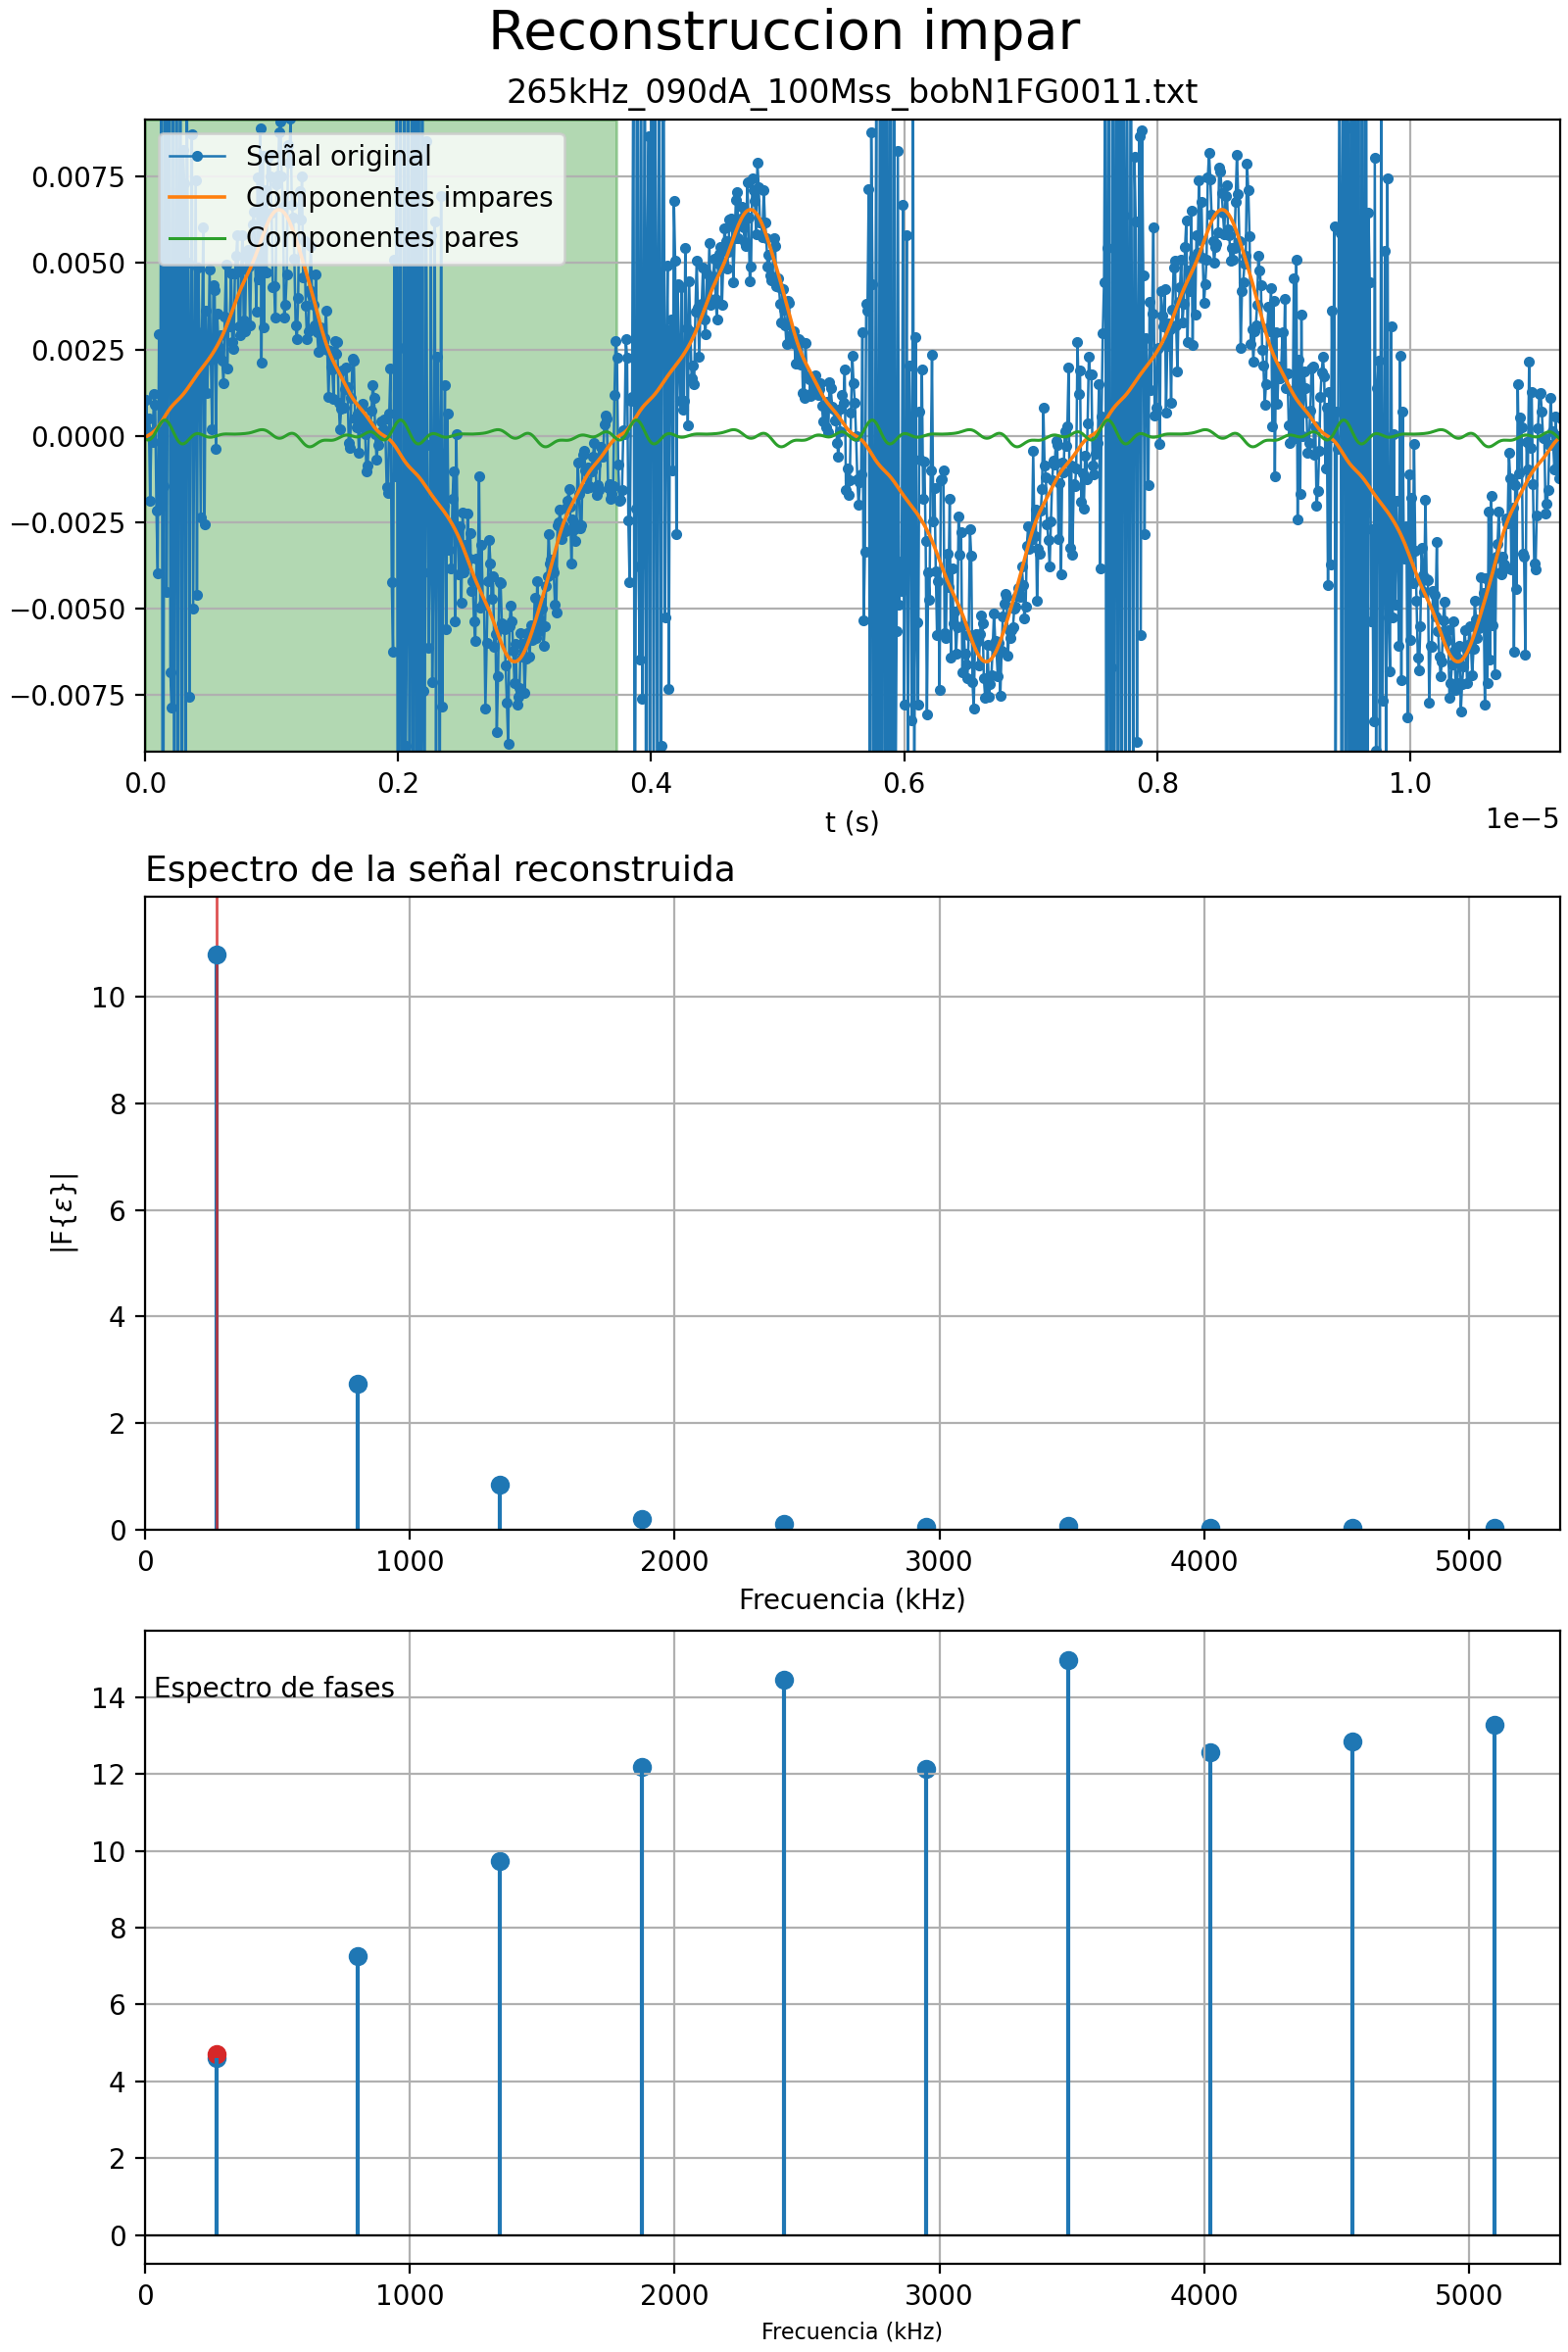 Reconstruccion impar
265kHz_090dA_100Mss_bobN1FG0011.txt
Señal original
Componentes impares
Componentes pares
0.0075
0.0050
0.0025
0.0000
−0.0025
−0.0050
−0.0075
0.0 0.2 0.4 0.6 0.8 1.0
t (s)
1e−5
Espectro de la señal reconstruida
|F{ε}|
10
8
6
4
2
0
0 1000 2000 3000 4000 5000
Frecuencia (kHz)
Espectro de fases
14
12
10
8
6
4
2
0
0 1000 2000 3000 4000 5000
Frecuencia (kHz)